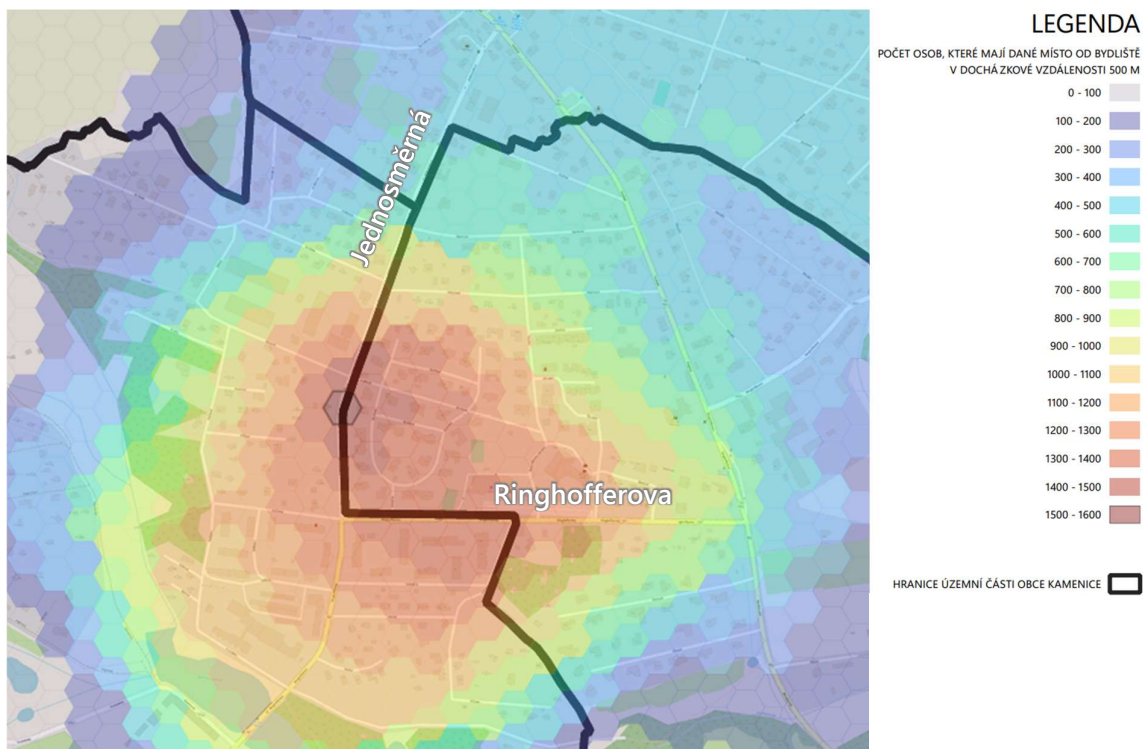 LEGENDA
POČET OSOB, KTERÉ MAJÍ DANÉ MÍSTO OD BYDLIŠTĚ
V DOCHÁ ZKOVÉ VZDÁLENOSTI 500 M
0 - 100
100 - 200
200 - 300
300 - 400
400 - 500
500 - 600
600 - 700
700 - 800
800 - 900
900 - 1000
1000 - 1100
1100 - 1200
1200 - 1300
1300 - 1400
1400 - 1500
1500 - 1600
HRANICE ÚZEMNÍ ČÁSTI OBCE KAMENICE
Jednosměrná
Ringhofferova